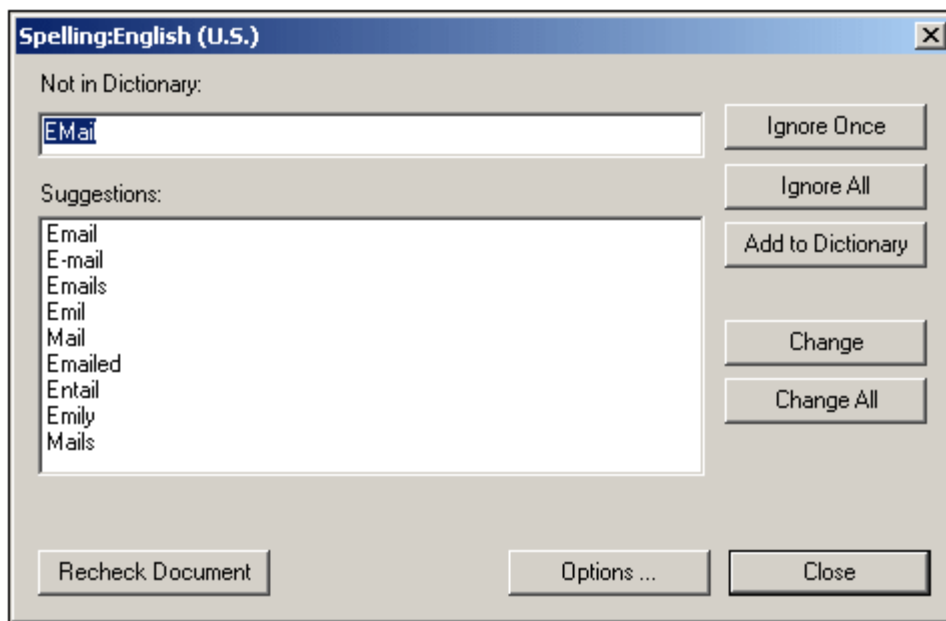 Spelling:English (U.S.)
Not in Dictionary:
EMail
Ignore Once
Ignore All
Suggestions:
Email
E-mail
Emails
Emil
Mail
Emailed
Entail
Emily
Mails
Add to Dictionary
Change
Change All
Recheck Document
Options ...
Close